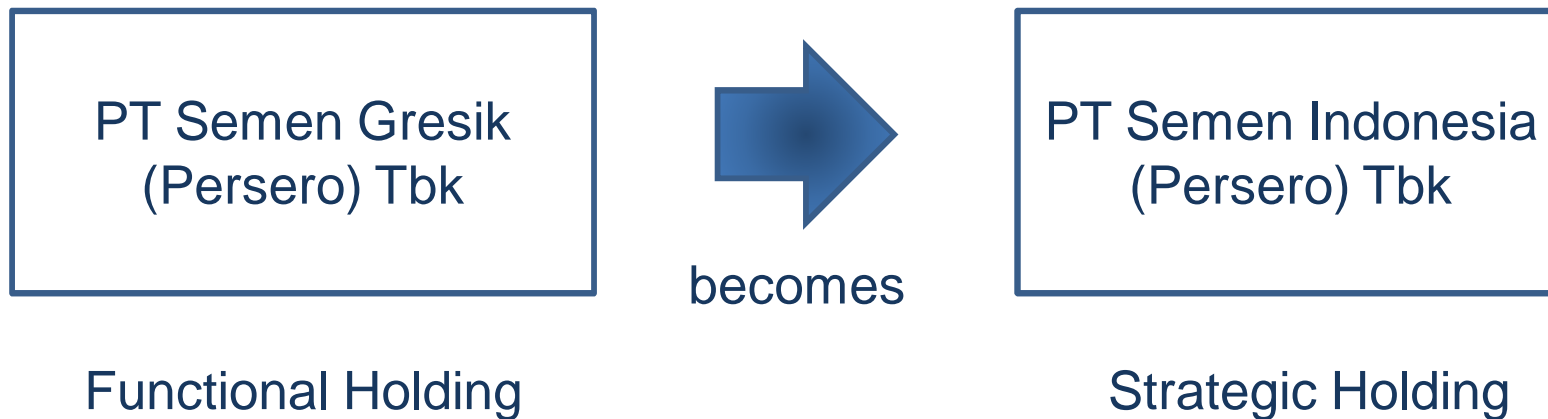 PT Semen Gresik
(Persero) Tbk
becomes
PT Semen Indonesia
(Persero) Tbk
Functional Holding
Strategic Holding